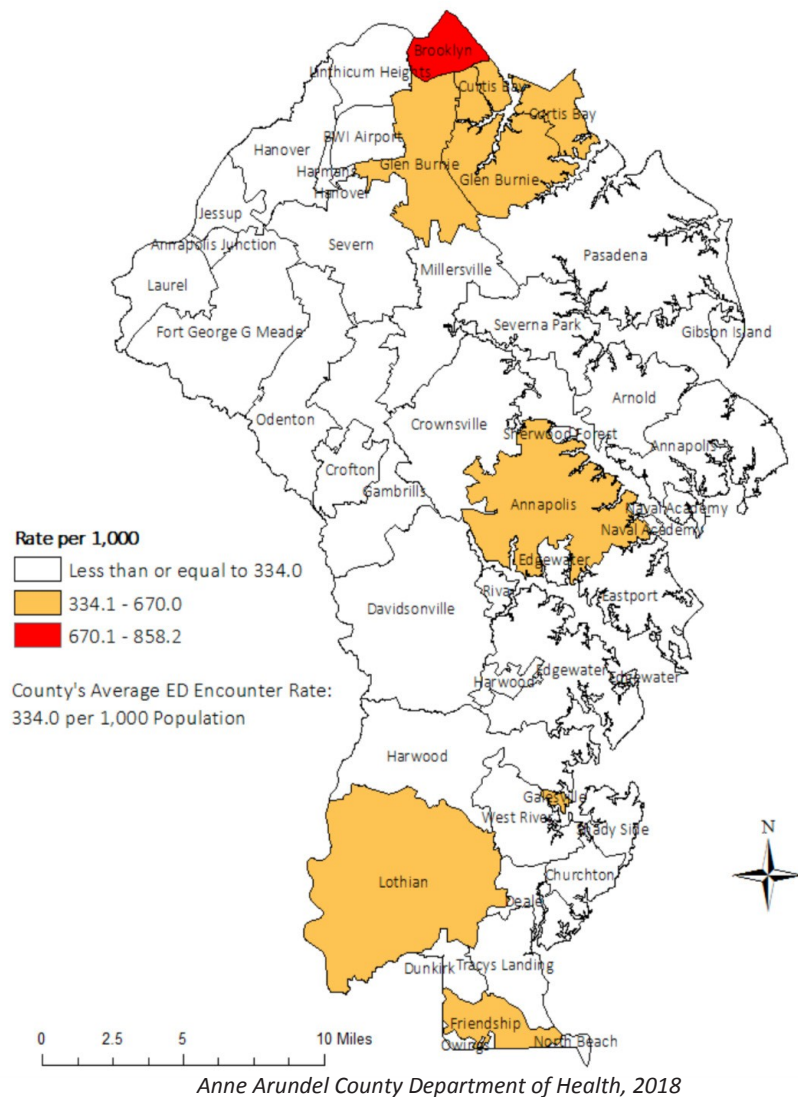 Brooklyn
Linthicum Heights
Curtis Bay
Curtis Bay
BWI Airport
Hanover
Glen Burnie
Harmans
Glen Burnie
Hanover
Jessup
Annapolis Junction
Severn
Pasadena
Millersville
Laurel
Fort George G Meade
Severna Park
Gibson Island
Arnold
Odenton
Crownsville
Sherwood Forest
Annapolis
Crofton
Gambrills
Annapolis
Naval Academy
Naval Academy
Rate per 1,000
Less than or equal to 334.0
334.1 - 670.0
670.1 - 858.2
Edgewater
Riva
Eastport
Davidsonville
Edgewater
Edgewater
Harwood
County's Average ED Encounter Rate:
334.0 per 1,000 Population
Harwood
Galesville
West River
Shady Side
N
Lothian
Churchton
Deale
Dunkirk
Tracys Landing
Friendship
Owings
North Beach
0 2.5 5 10 Miles
Anne Arundel County Department of Health, 2018